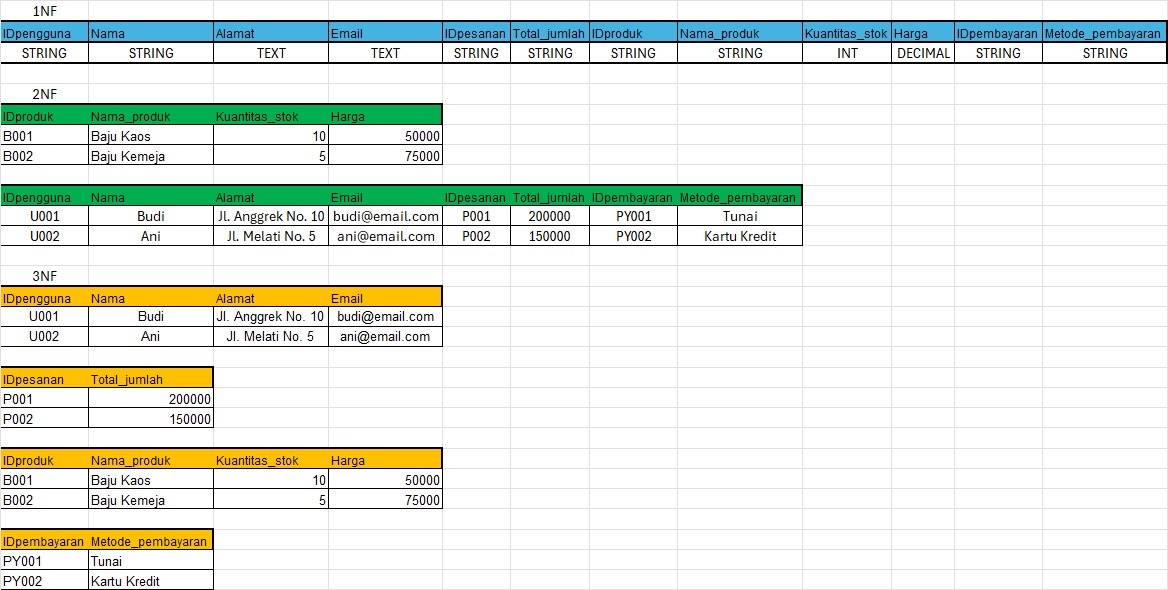 1NF
IDpengguna Nama Alamat Email IDpesanan Total_jumlah IDproduk Nama_produk Kuantitas_stok Harga IDpembayaran Metode_pembayaran
STRING STRING TEXT TEXT STRING STRING STRING STRING INT DECIMAL STRING STRING
2NF
IDproduk Nama_produk Kuantitas_stok Harga
B001 Baju Kaos 10 50000
B002 Baju Kemeja 5 75000
IDpengguna Nama Alamat Email IDpesanan Total_jumlah IDpembayaran Metode_pembayaran
U001 Budi Jl. Anggrek No. 10 budi@email.com P001 200000 PY001 Tunai
U002 Ani Jl. Melati No. 5 ani@email.com P002 150000 PY002 Kartu Kredit
3NF
IDpengguna Nama Alamat Email
U001 Budi Jl. Anggrek No. 10 budi@email.com
U002 Ani Jl. Melati No. 5 ani@email.com
IDpesanan Total_jumlah
P001 200000
P002 150000
IDproduk Nama_produk Kuantitas_stok Harga
B001 Baju Kaos 10 50000
B002 Baju Kemeja 5 75000
IDpembayaran Metode_pembayaran
PY001 Tunai
PY002 Kartu Kredit